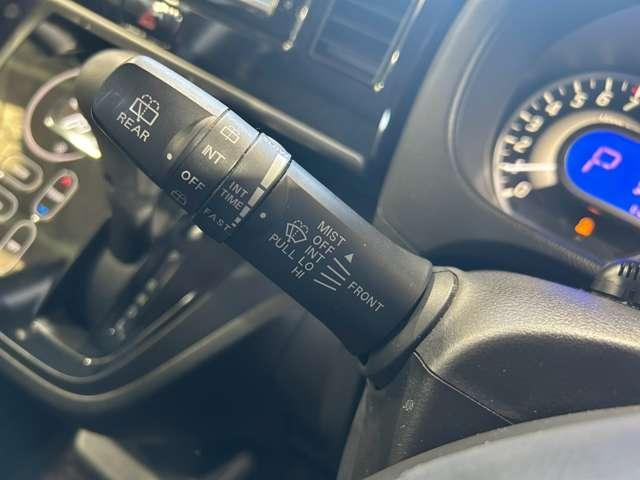 REAR
INT
OFF
INT
TIME
FAST
MIST
OFF
INT
PULL LO
HI
FRONT
P